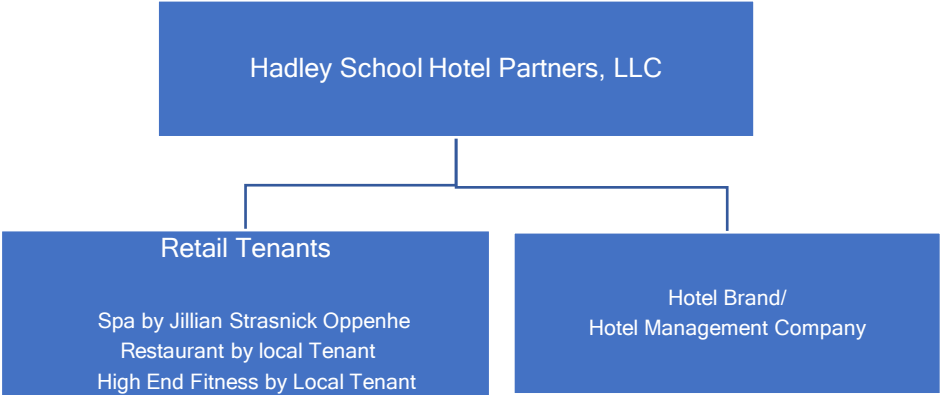 Hadley School Hotel Partners, LLC
Retail Tenants
Spa by Jillian Strasnick Oppenhe
Restaurant by local Tenant
High End Fitness by Local Tenant
Hotel Brand/
Hotel Management Company